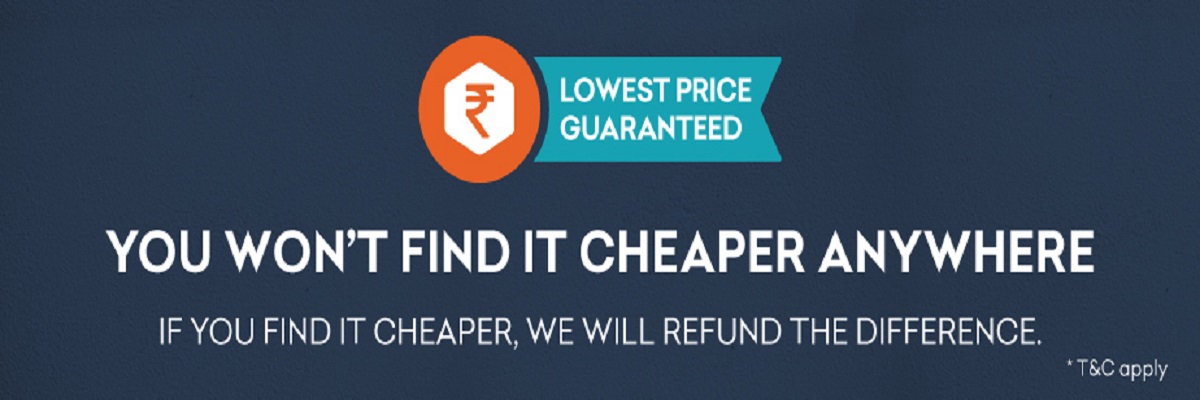 ₹
LOWEST PRICE
GUARANTEED
YOU WON'T FIND IT CHEAPER ANYWHERE
IF YOU FIND IT CHEAPER, WE WILL REFUND THE DIFFERENCE.
* T&C apply